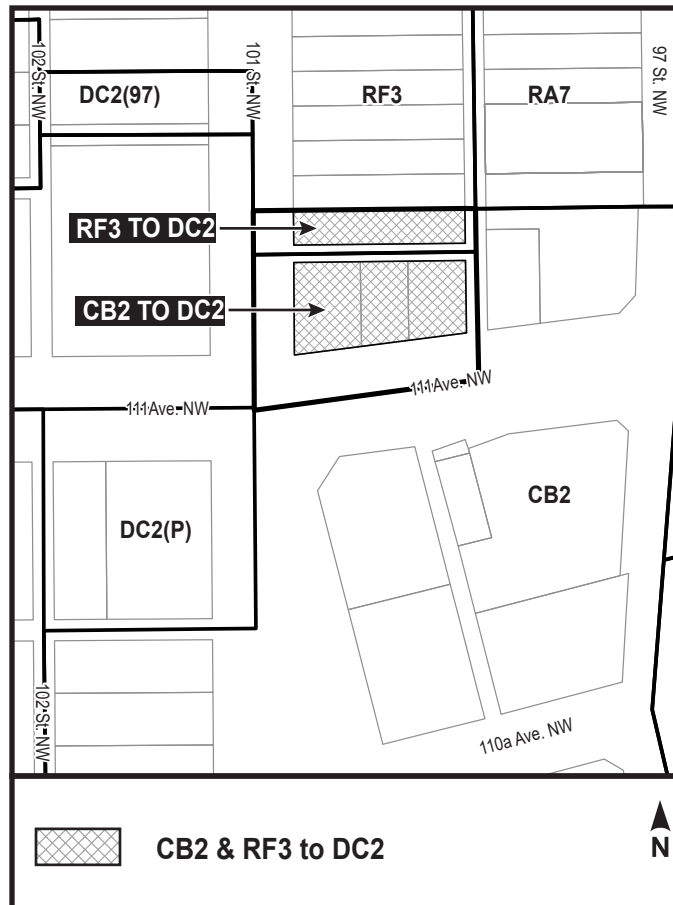 102 St. NW
101 St. NW
97 St. NW
DC2(97)
RF3
RA7
RF3 TO DC2
CB2 TO DC2
111 Ave. NW
111 Ave. NW
DC2(P)
CB2
102 St. NW
110a Ave. NW
CB2 & RF3 to DC2
N